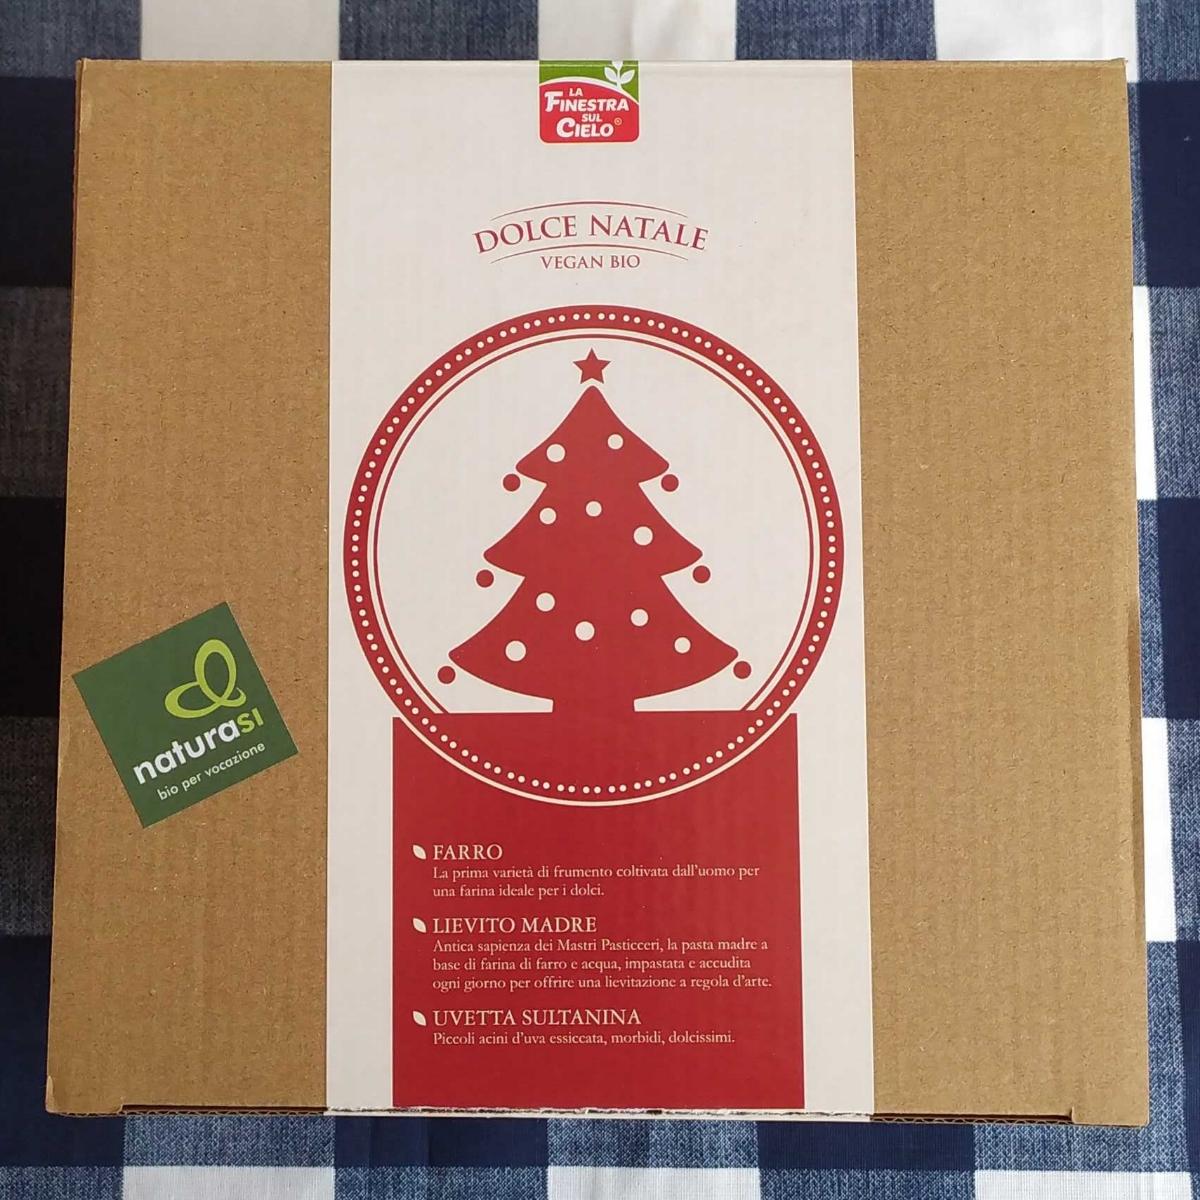 LA
FINESTRA
SUL
CIELO®
DOLCE NATALE
VEGAN BIO
naturasì
bio per vocazione
FARRO
La prima varietà di frumento coltivata dall'uomo per
una farina ideale per i dolci.
LIEVITO MADRE
Antica sapienza dei Mastri Pasticceri, la pasta madre a
base di farina di farro e acqua, impastata e accudita
ogni giorno per offrire una lievitazione a regola d'arte.
UVETTA SULTANINA
Piccoli acini d'uva essiccata, morbidi, dolcissimi.